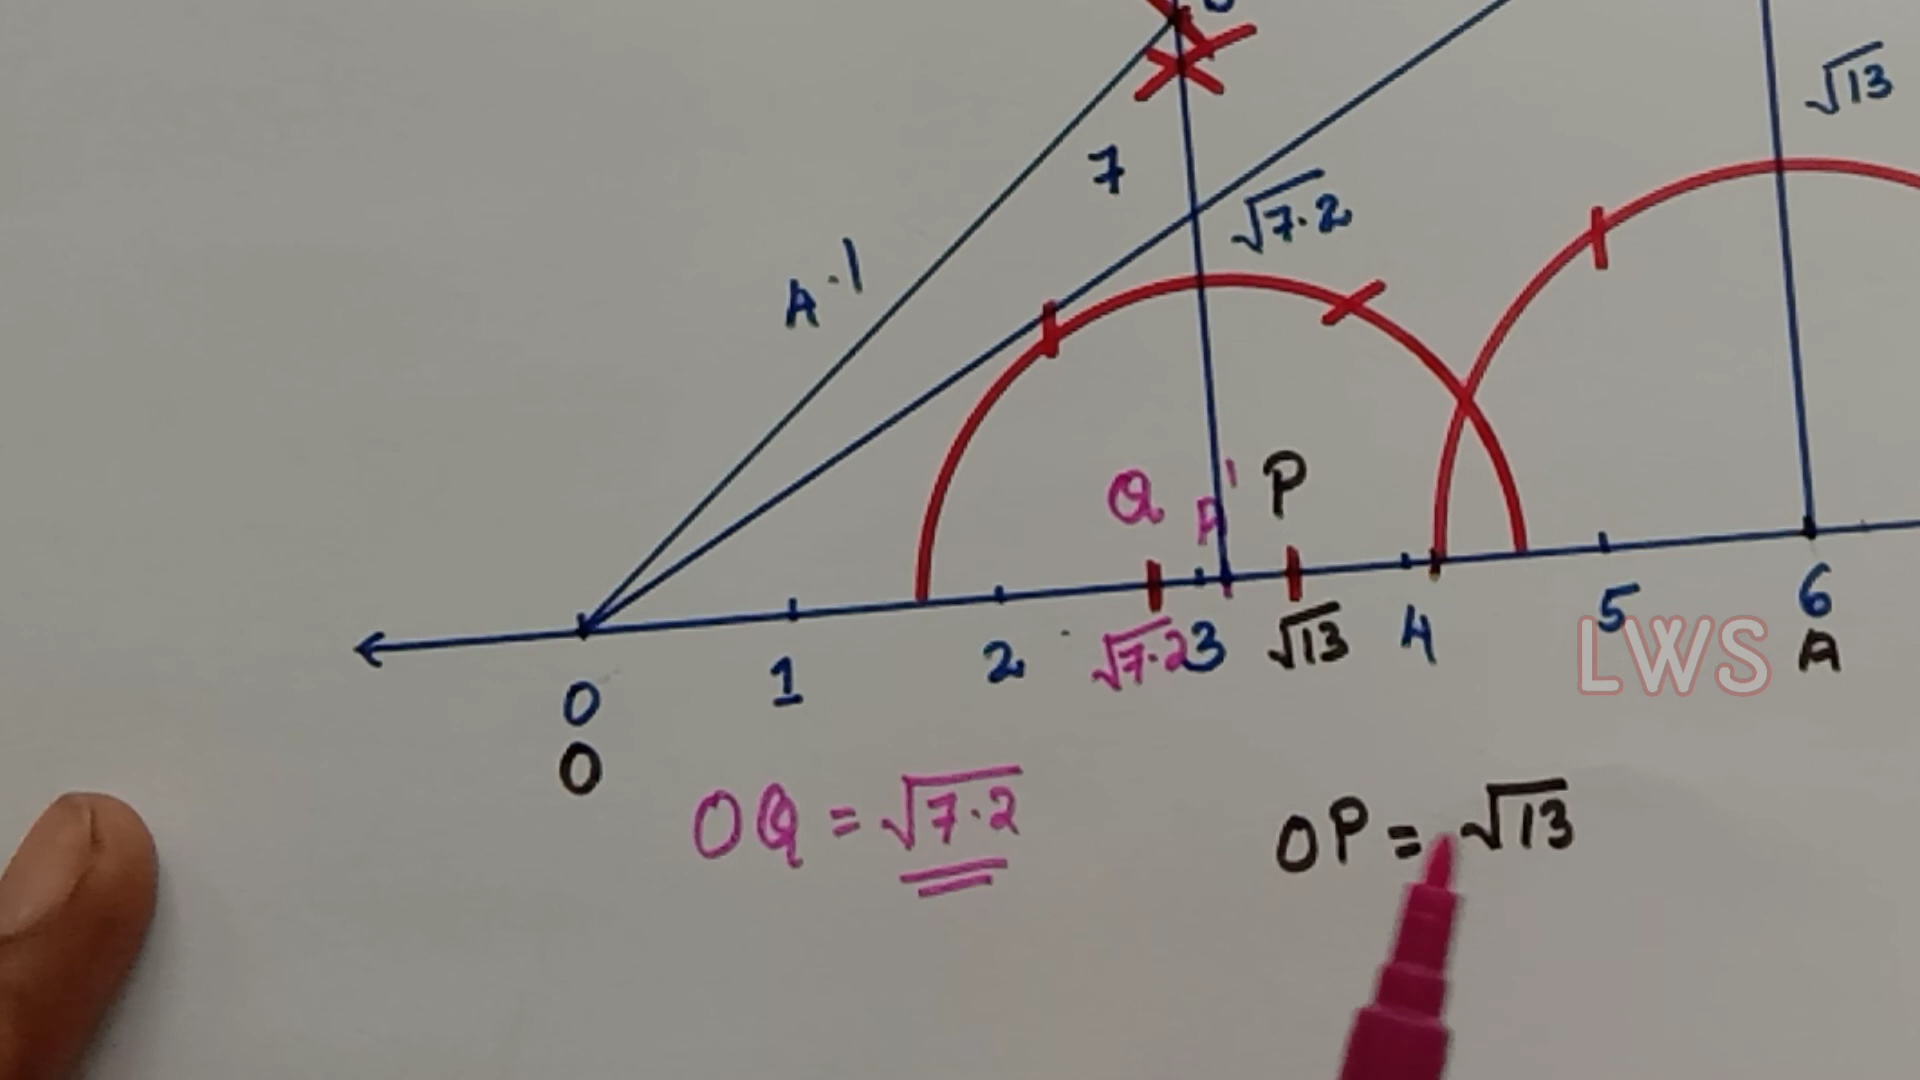 √13
7
√7.2
A.1
Q
P
0
1
2
√7.2
3
√13
4
5
6
LWS
O
A
OQ = √7.2
OP = √13